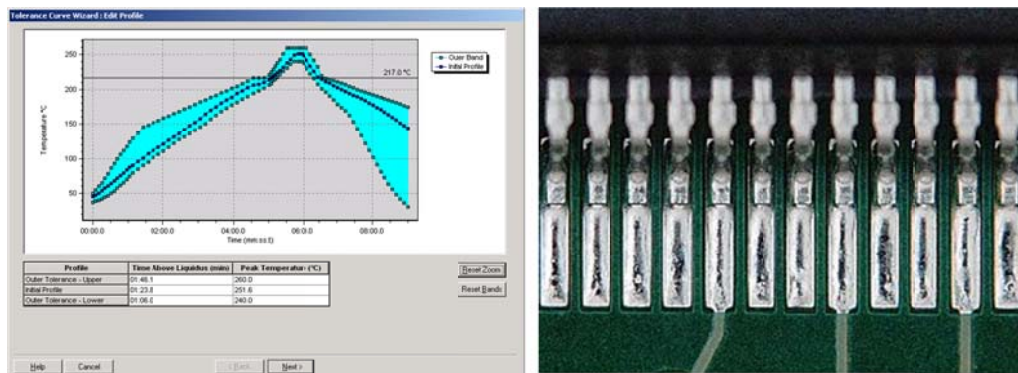 Tolerance Curve Wizard : Edit Profile
250
200
150
100
50
Temperature °C
217.0 °C
Outer Band
Initial Profile
00:00.0 02:00.0 04:00.0 06:00.0 08:00.0
Time (mm:ss.t)
Profile Time Above Liquidus (min) Peak Temperature (°C)
Outer Tolerance - Upper 01:48.1 260.0
Initial Profile 01:23.8 251.6
Outer Tolerance - Lower 01:06.0 240.0
Reset Zoom
Reset Bands
Help Cancel < Back Next >